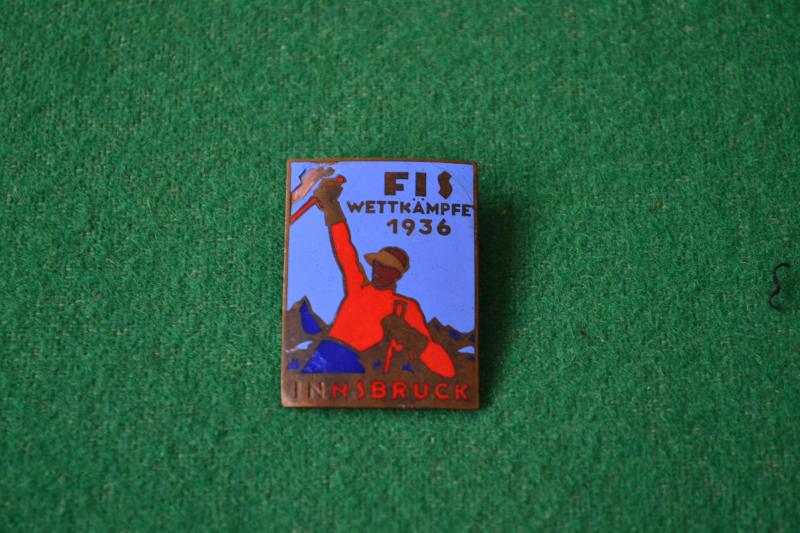 FIS
WETTKÄMPFE
1936
INNSBRUCK